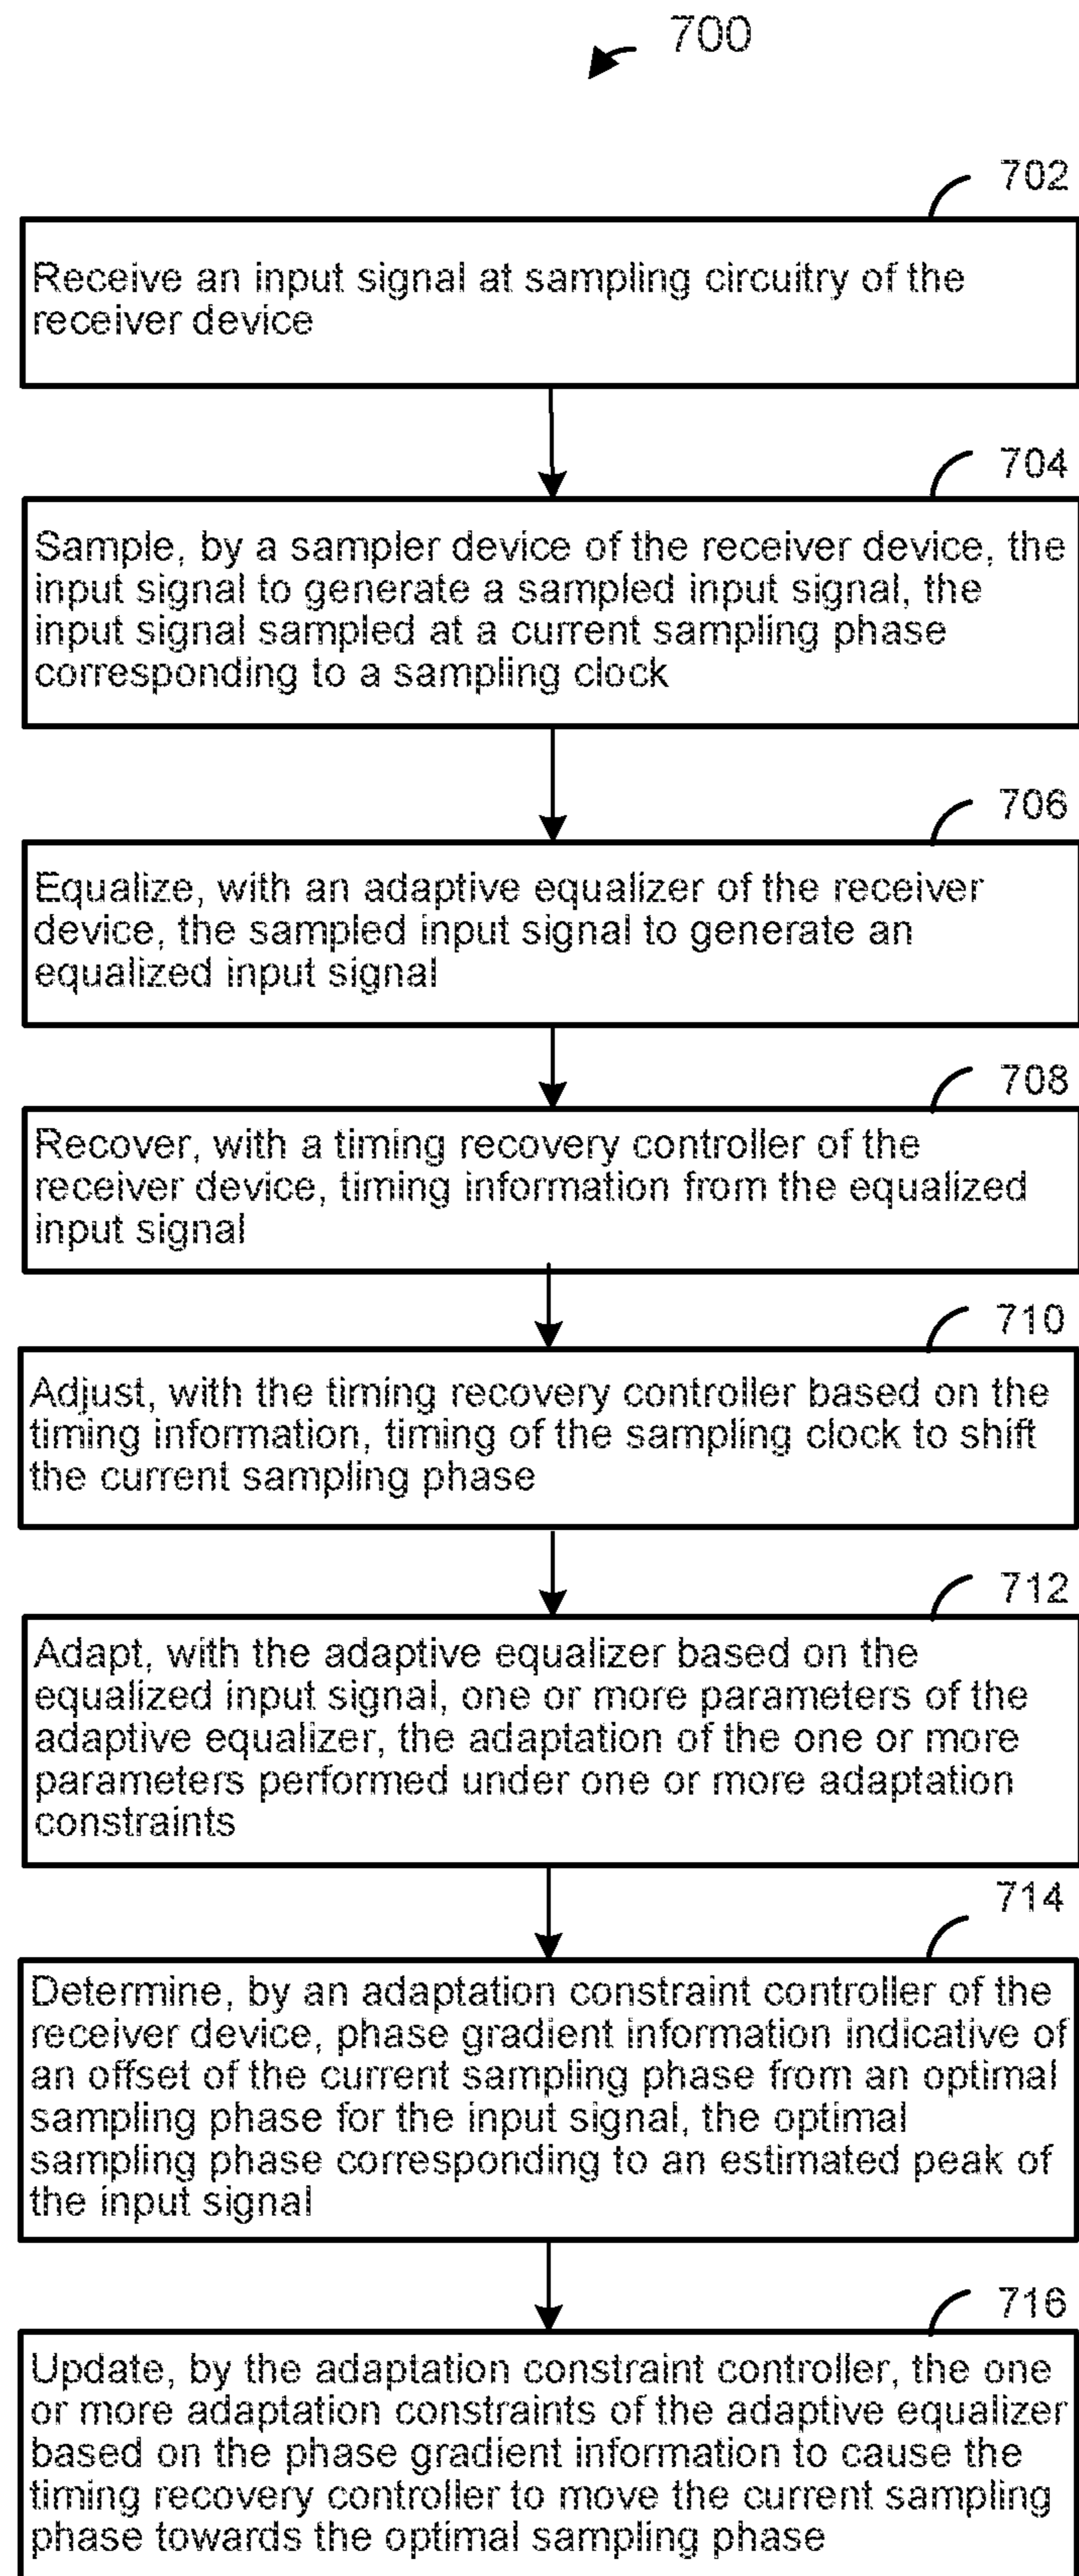 700
702
Receive an input signal at sampling circuitry of the
receiver device
704
Sample, by a sampler device of the receiver device, the
input signal to generate a sampled input signal, the
input signal sampled at a current sampling phase
corresponding to a sampling clock
706
Equalize, with an adaptive equalizer of the receiver
device, the sampled input signal to generate an
equalized input signal
708
Recover, with a timing recovery controller of the
receiver device, timing information from the equalized
input signal
710
Adjust, with the timing recovery controller based on the
timing information, timing of the sampling clock to shift
the current sampling phase
712
Adapt, with the adaptive equalizer based on the
equalized input signal, one or more parameters of the
adaptive equalizer, the adaptation of the one or more
parameters performed under one or more adaptation
constraints
714
Determine, by an adaptation constraint controller of the
receiver device, phase gradient information indicative of
an offset of the current sampling phase from an optimal
sampling phase for the input signal, the optimal
sampling phase corresponding to an estimated peak of
the input signal
716
Update, by the adaptation constraint controller, the one
or more adaptation constraints of the adaptive equalizer
based on the phase gradient information to cause the
timing recovery controller to move the current sampling
phase towards the optimal sampling phase